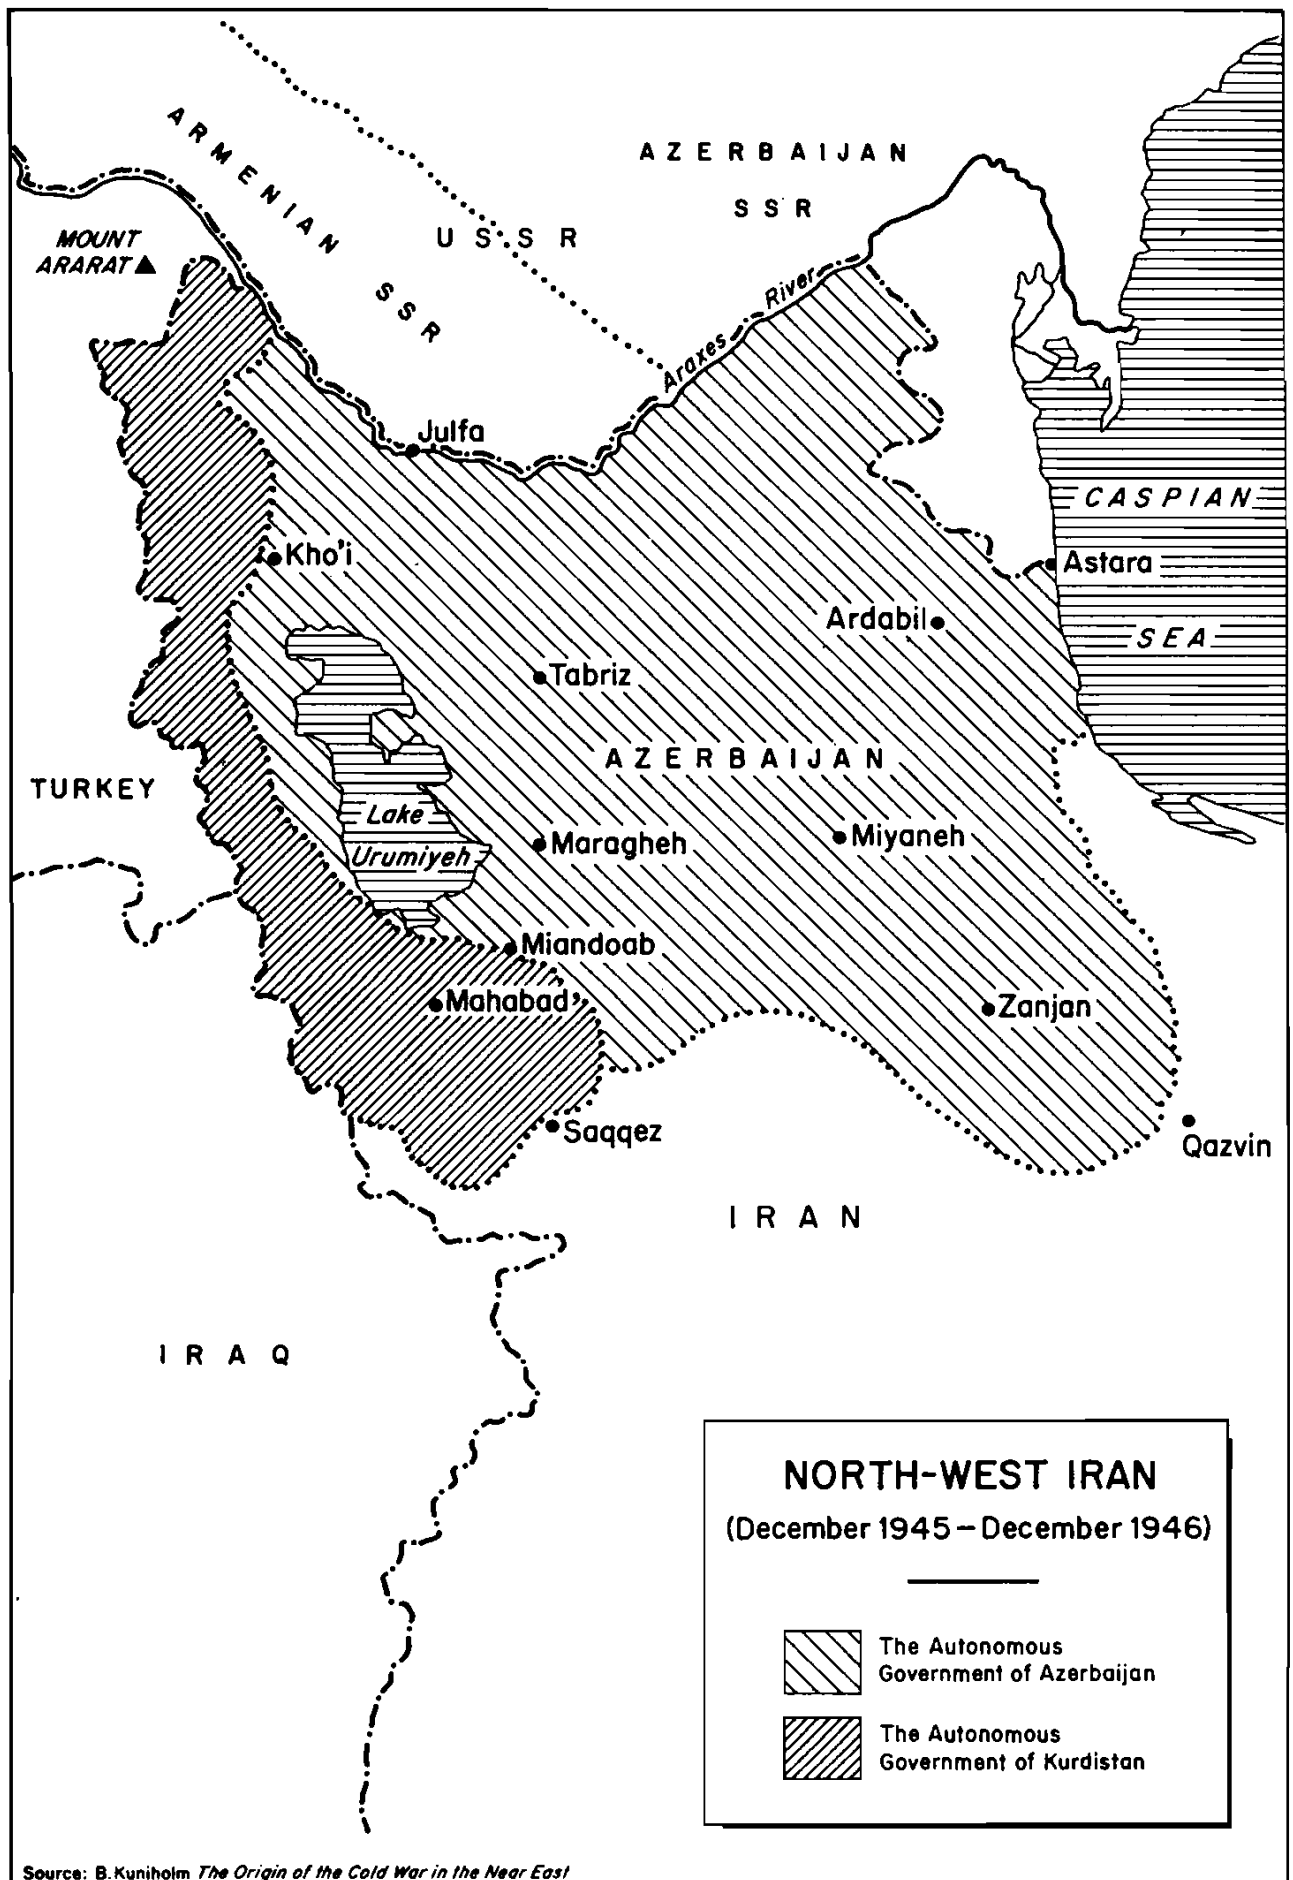 ARMENIAN SSR
AZERBAIJAN
SSR
USSR
MOUNT
ARARAT
Araxes River
Julfa
CASPIAN
SEA
Kho'i
Astara
Ardabil
Tabriz
AZERBAIJAN
TURKEY
Lake
Urumiyeh
Maragheh
Miyaneh
Miandoab
Mahabad
Zanjan
Saqqez
Qazvin
IRAN
IRAQ
NORTH-WEST IRAN
(December 1945 – December 1946)
The Autonomous
Government of Azerbaijan
The Autonomous
Government of Kurdistan
Source: B. Kuniholm The Origin of the Cold War in the Near East